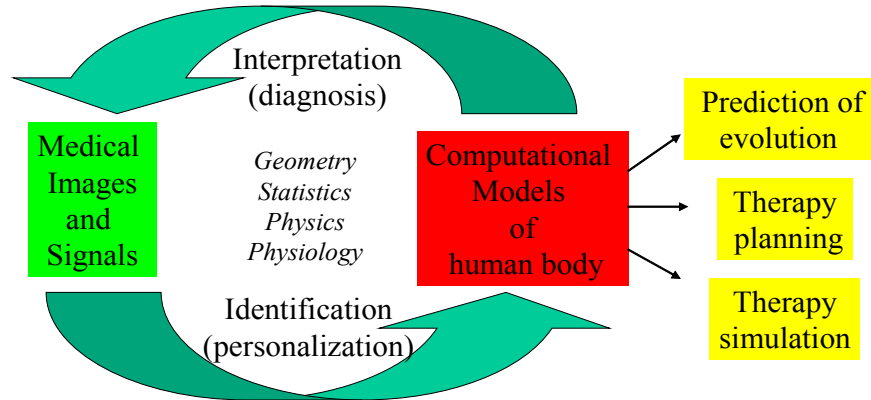 Interpretation
(diagnosis)
Medical
Images
and
Signals
Geometry
Statistics
Physics
Physiology
Computational
Models
of
human body
Identification
(personalization)
Prediction of
evolution
Therapy
planning
Therapy
simulation